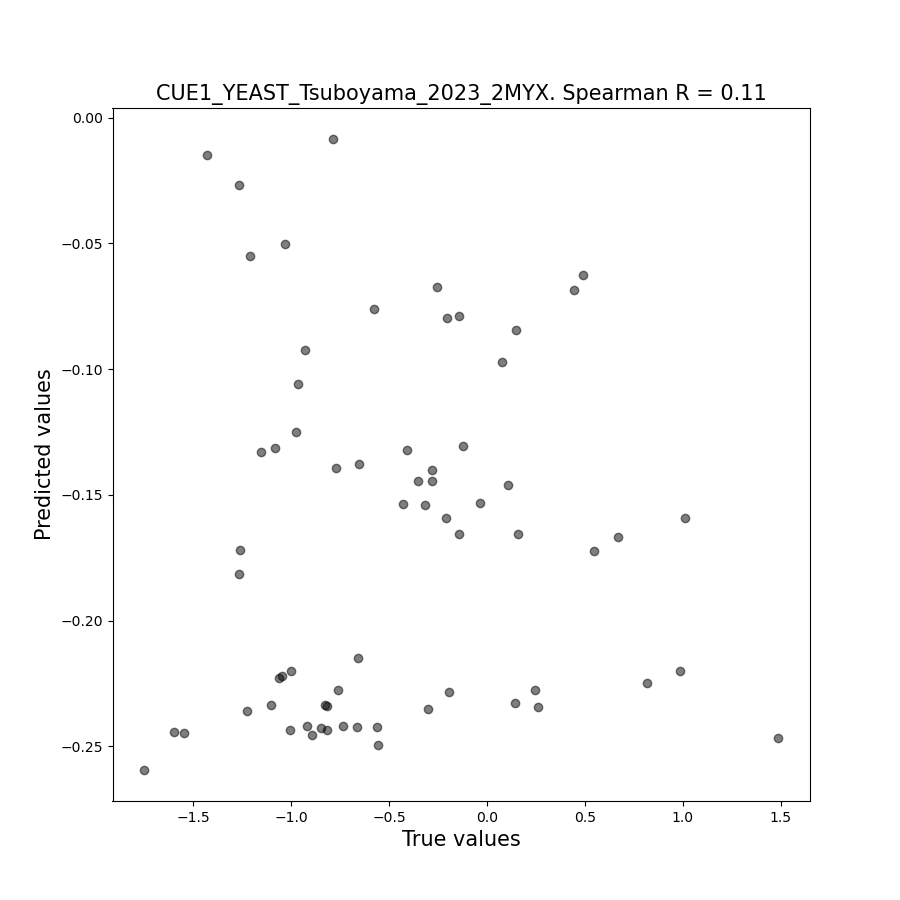 CUE1_YEAST_Tsuboyama_2023_2MYX. Spearman R = 0.11
0.00
−0.05
−0.10
−0.15
−0.20
−0.25
Predicted values
−1.5 −1.0 −0.5 0.0 0.5 1.0 1.5
True values